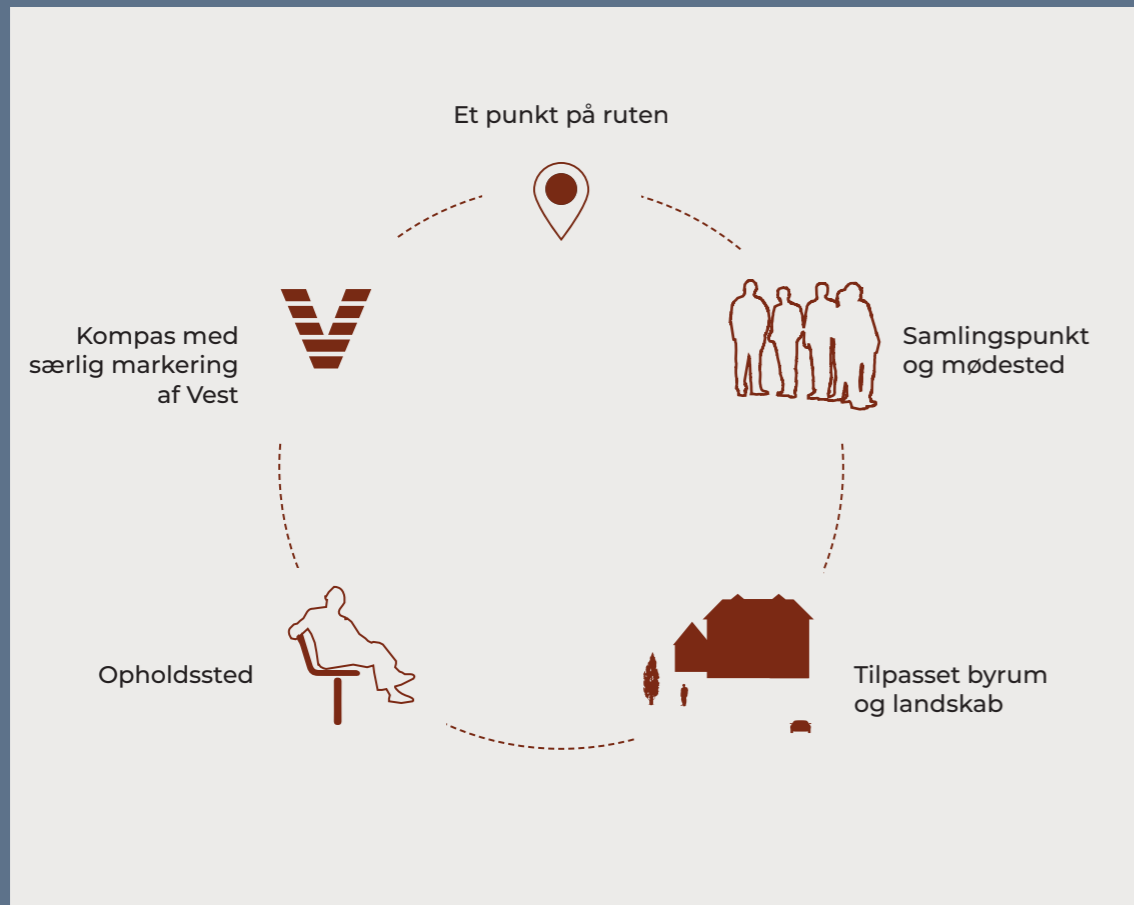 Et punkt på ruten
Kompas med
særlig markering
af Vest
V
Samlingspunkt
og mødested
Opholdssted
Tilpasset byrum
og landskab